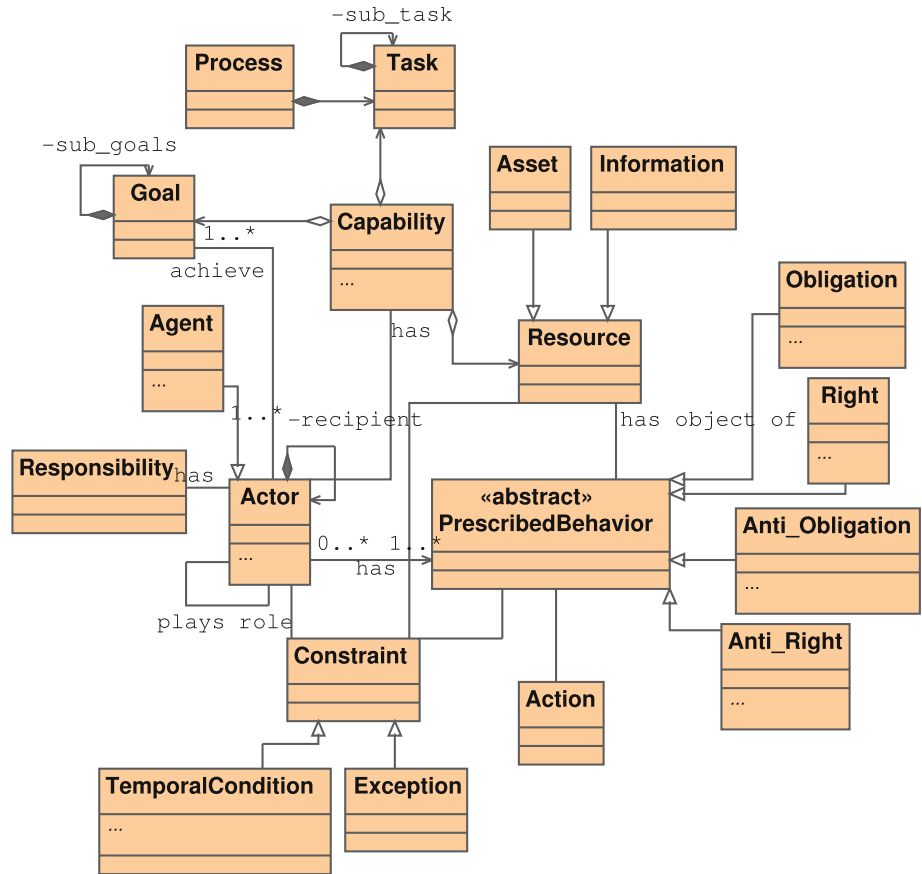 -sub_task
Process
Task
-sub_goals
Asset
Information
Goal
Capability
1..*
achieve
...
Obligation
...
Agent
...
has
Resource
Right
...
1..*
-recipient
has object of
Responsibility
has
Actor
...
«abstract»
PrescribedBehavior
Anti_Obligation
...
0..*
1..*
has
plays role
Anti_Right
...
Constraint
Action
TemporalCondition
...
Exception